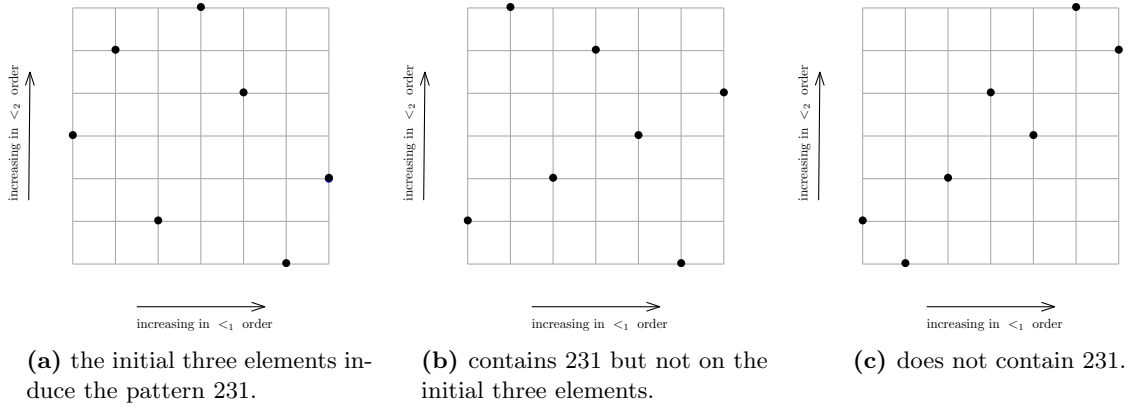 increasing in <₂ order
increasing in <₁ order
(a) the initial three elements in-
duce the pattern 231.
increasing in <₂ order
increasing in <₁ order
(b) contains 231 but not on the
initial three elements.
increasing in <₂ order
increasing in <₁ order
(c) does not contain 231.